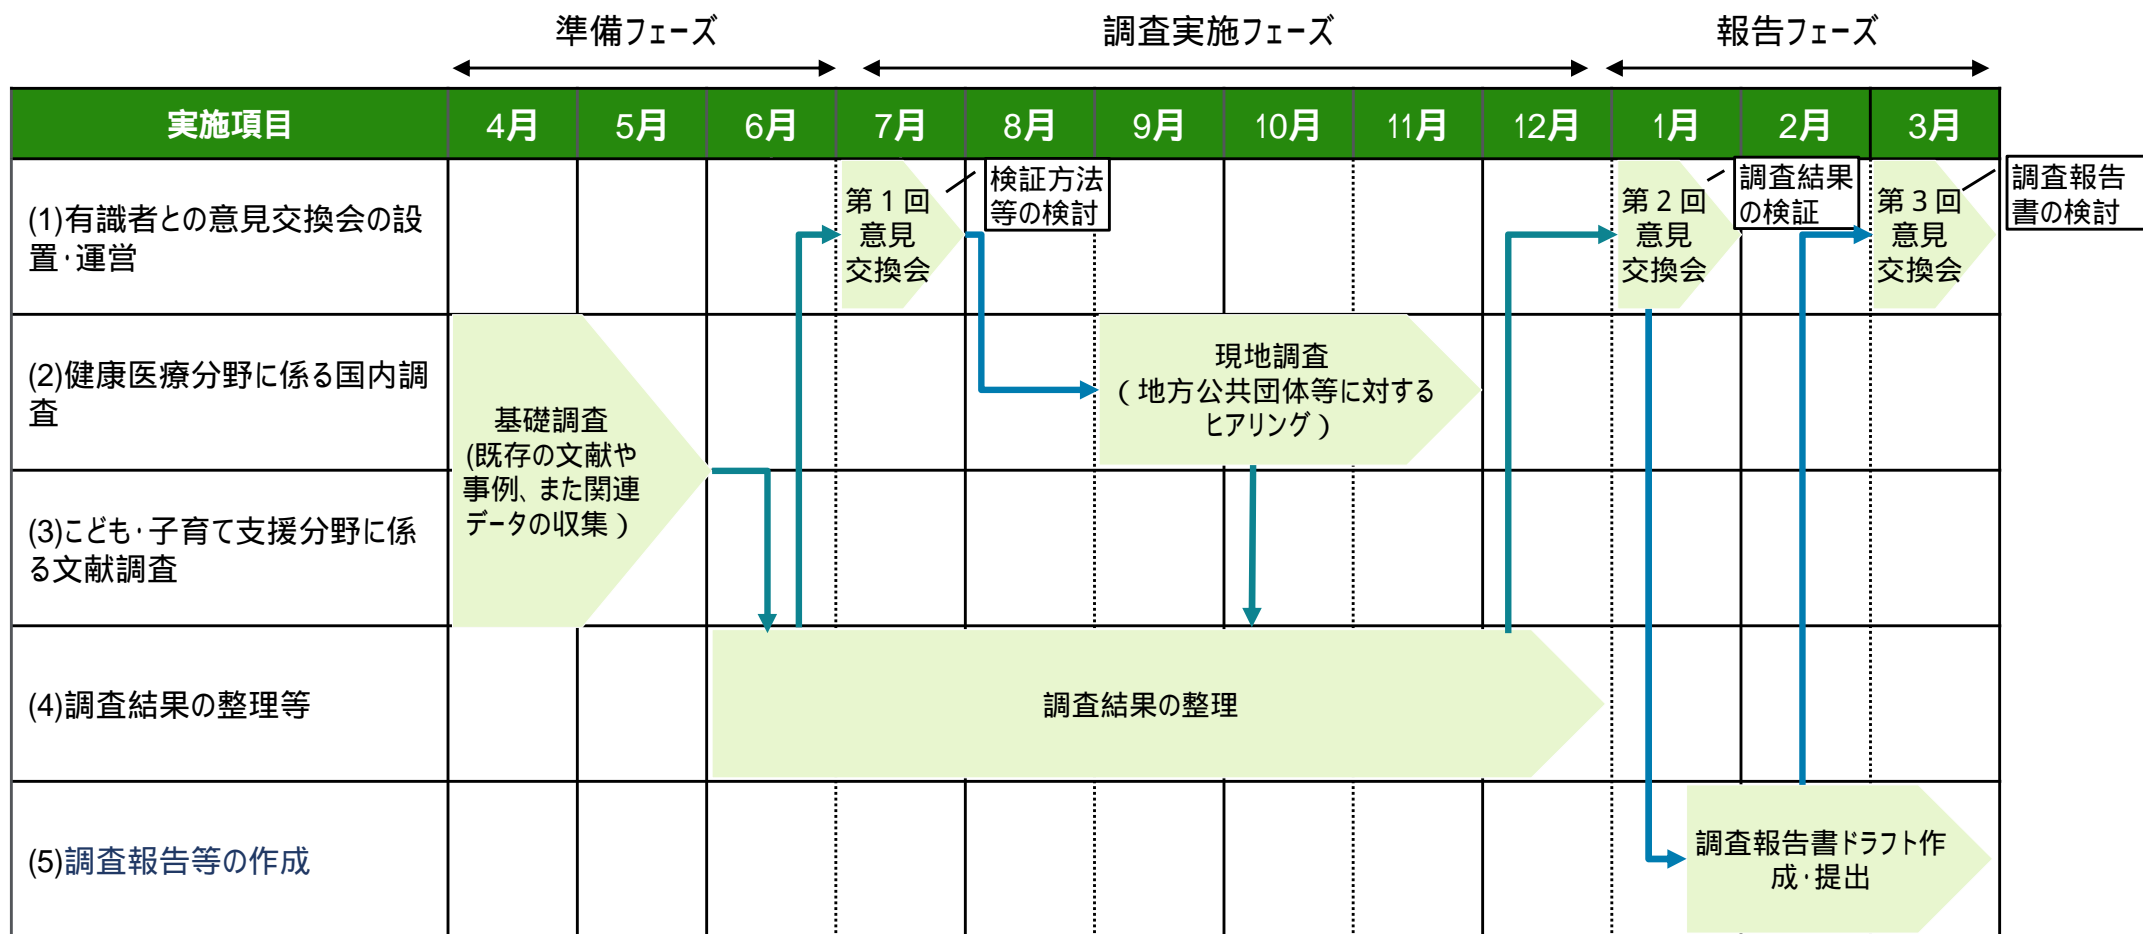 準備フェーズ
調査実施フェーズ
報告フェーズ
実施項目
4月
5月
6月
7月
8月
9月
10月
11月
12月
1月
2月
3月
(1)有識者との意見交換会の設
置・運営
第１回
意見
交換会
検証方法
等の検討
第２回
意見
交換会
調査結果
の検証
第３回
意見
交換会
調査報告
書の検討
(2)健康医療分野に係る国内調
査
基礎調査
(既存の文献や
事例、また関連
データの収集）
現地調査
（地方公共団体等に対する
ヒアリング）
(3)こども・子育て支援分野に係
る文献調査
(4)調査結果の整理等
調査結果の整理
(5)調査報告等の作成
調査報告書ドラフト作
成・提出